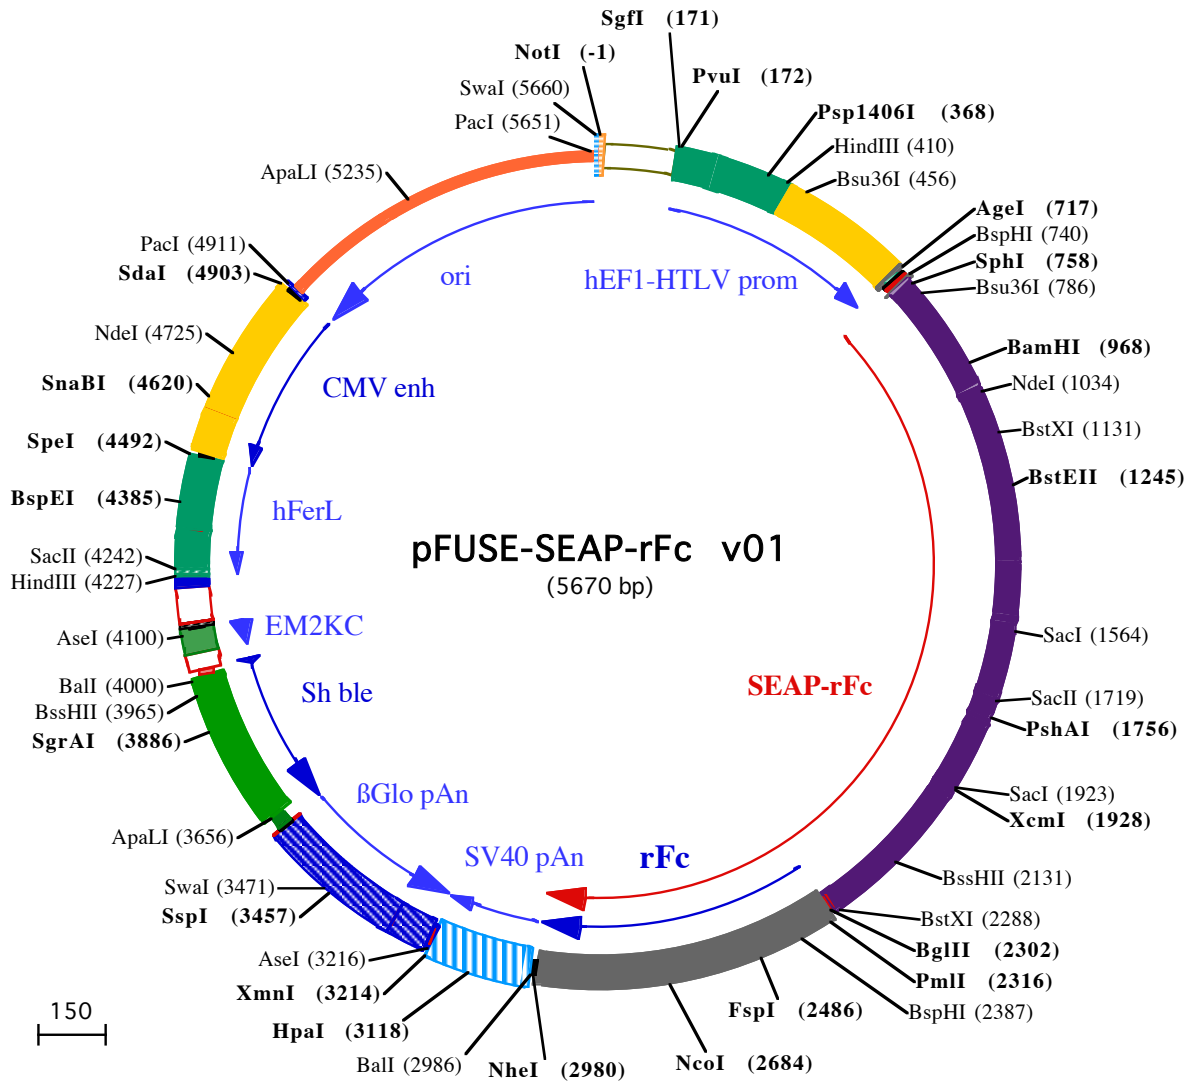 SgfI (171)
NotI (-1)
PvuI (172)
SwaI (5660)
Psp1406I (368)
PacI (5651)
HindIII (410)
ApaLI (5235)
Bsu36I (456)
AgeI (717)
BspHI (740)
PacI (4911)
SphI (758)
SdaI (4903)
Bsu36I (786)
ori
hEF1-HTLV prom
NdeI (4725)
BamHI (968)
SnaBI (4620)
CMV enh
NdeI (1034)
BstXI (1131)
SpeI (4492)
BstEII (1245)
BspEI (4385)
hFerL
pFUSE-SEAP-rFc v01
(5670 bp)
SacII (4242)
HindIII (4227)
EM2KC
AseI (4100)
SacI (1564)
BalI (4000)
Sh ble
SEAP-rFc
SacII (1719)
BssHII (3965)
PshAI (1756)
SgrAI (3886)
ßGlo pAn
SacI (1923)
XcmI (1928)
ApaLI (3656)
SV40 pAn
rFc
BssHII (2131)
SwaI (3471)
SspI (3457)
BstXI (2288)
BglII (2302)
AseI (3216)
PmlI (2316)
XmnI (3214)
FspI (2486)
BspHI (2387)
150
HpaI (3118)
BalI (2986)
NheI (2980)
NcoI (2684)